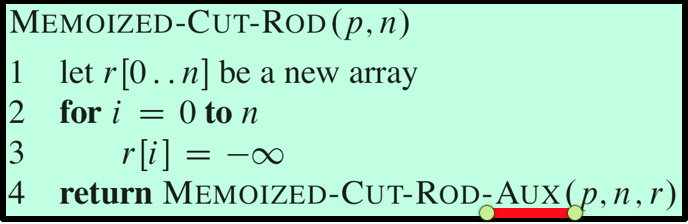 MEMOIZED-CUT-ROD(p, n)
1 let r[0..n] be a new array
2 for i = 0 to n
3 r[i] = −∞
4 return MEMOIZED-CUT-ROD-AUX(p, n, r)